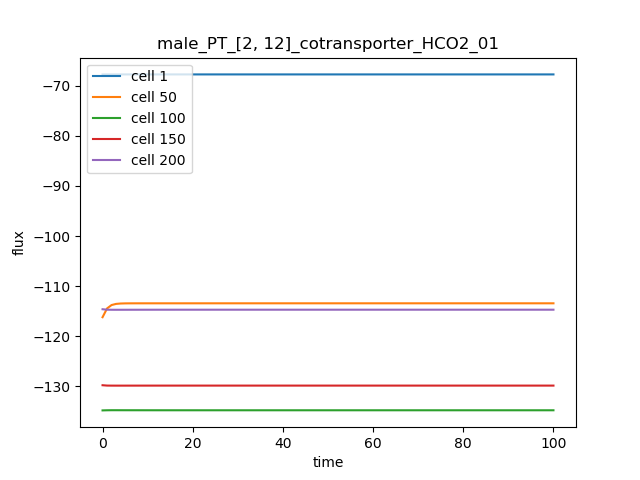 male_PT_[2, 12]_cotransporter_HCO2_01
cell 1
cell 50
cell 100
cell 150
cell 200
−70
−80
−90
−100
−110
−120
−130
flux
0
20
40
60
80
100
time